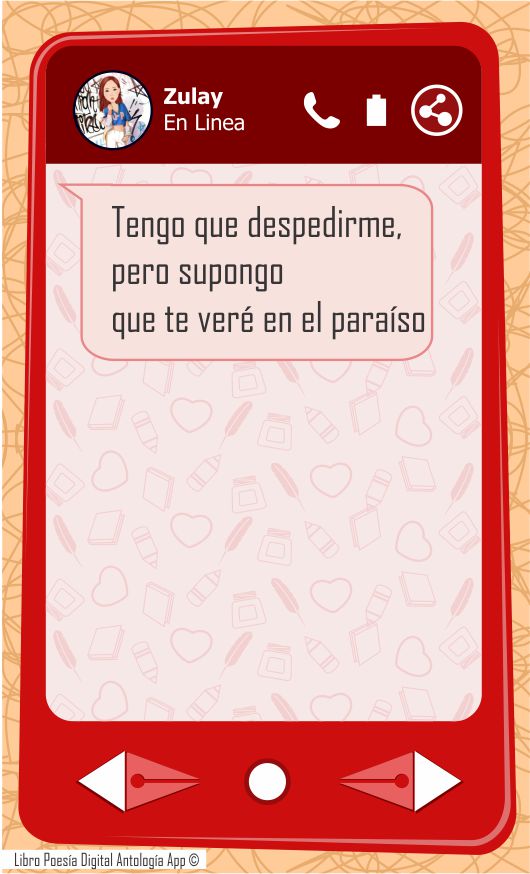 Zulay
En Linea
Tengo que despedirme,
pero supongo
que te veré en el paraíso
Libro Poesía Digital Antología App ©